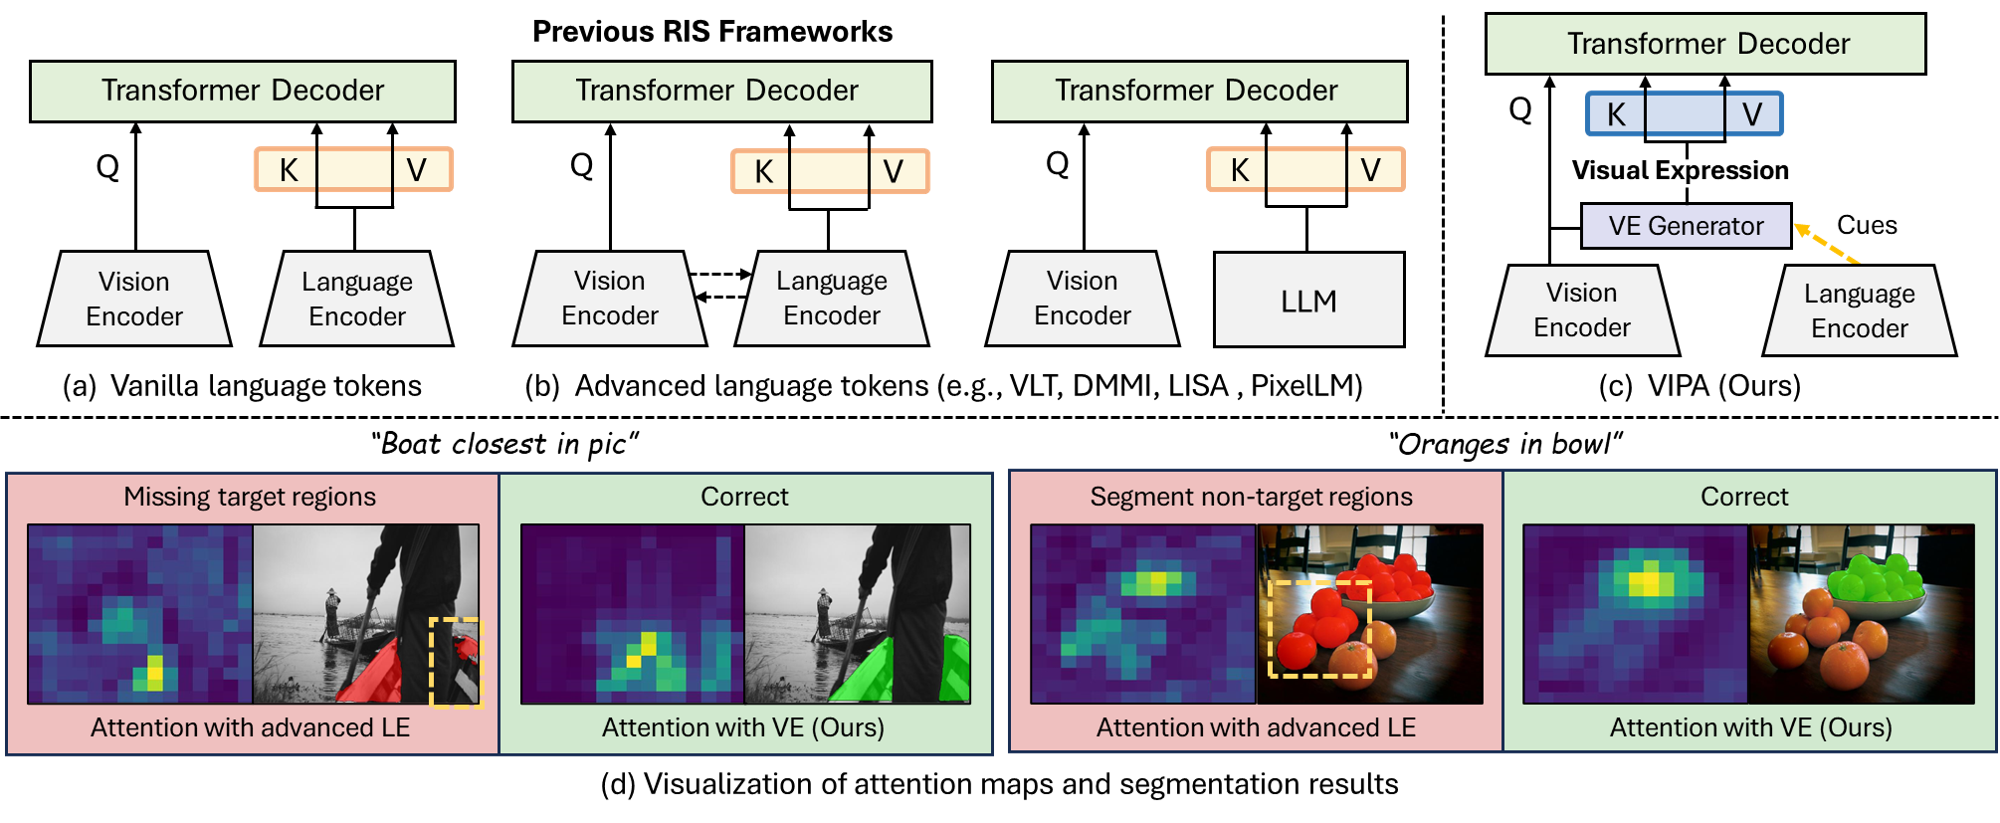 Previous RIS Frameworks
Transformer Decoder
Q
K V
Vision
Encoder
Language
Encoder
(a) Vanilla language tokens
Transformer Decoder
Q
K V
Vision
Encoder
Language
Encoder
Transformer Decoder
Q
K V
Vision
Encoder
LLM
(b) Advanced language tokens (e.g., VLT, DMMI, LISA , PixelLM)
Transformer Decoder
Q
K V
Visual Expression
VE Generator
Cues
Vision
Encoder
Language
Encoder
(c) VIPA (Ours)
“Boat closest in pic”
Missing target regions
Attention with advanced LE
Correct
Attention with VE (Ours)
“Oranges in bowl”
Segment non-target regions
Attention with advanced LE
Correct
Attention with VE (Ours)
(d) Visualization of attention maps and segmentation results